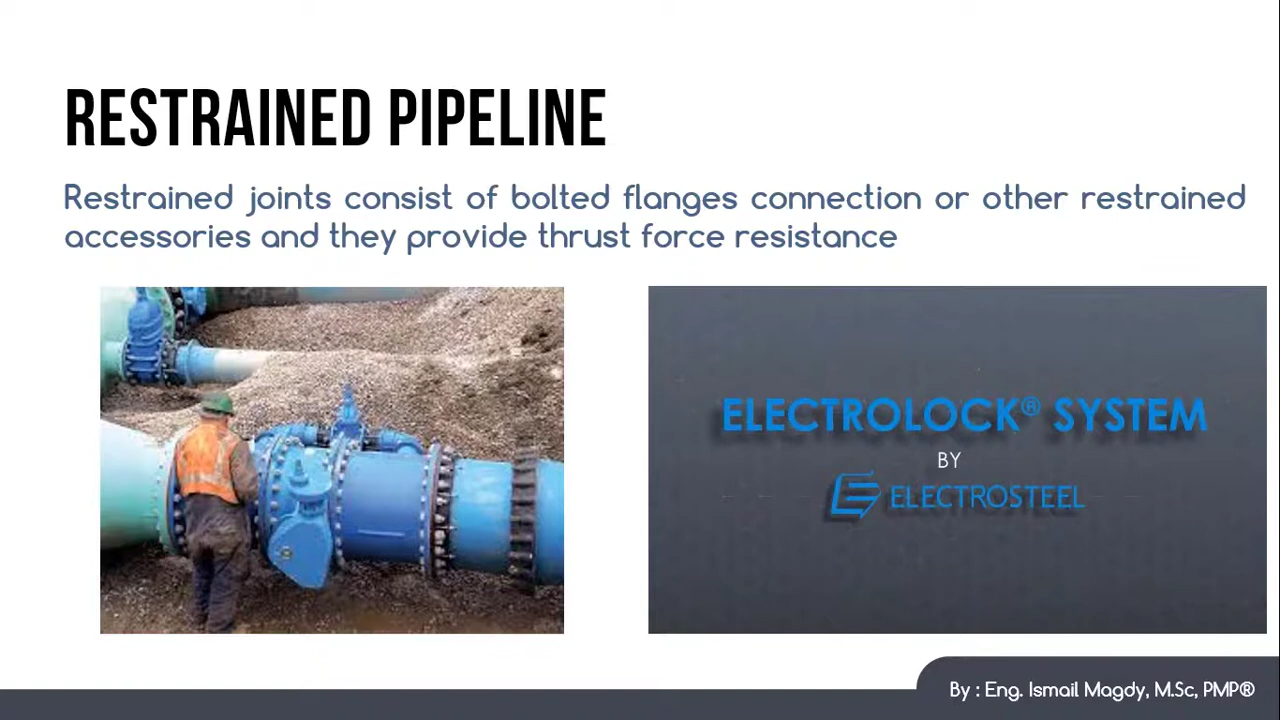 RESTRAINED PIPELINE
Restrained joints consist of bolted flanges connection or other restrained
accessories and they provide thrust force resistance
ELECTROLOCK® SYSTEM
BY
ELECTROSTEEL
By : Eng. Ismail Magdy, M.Sc, PMP®